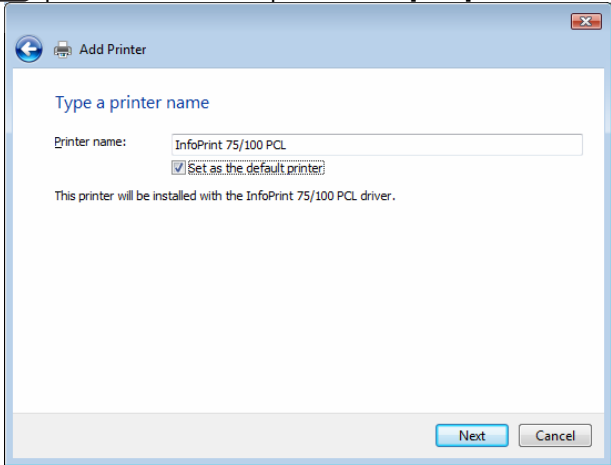 Add Printer
Type a printer name
Printer name: InfoPrint 75/100 PCL
Set as the default printer
This printer will be installed with the InfoPrint 75/100 PCL driver.
Next Cancel